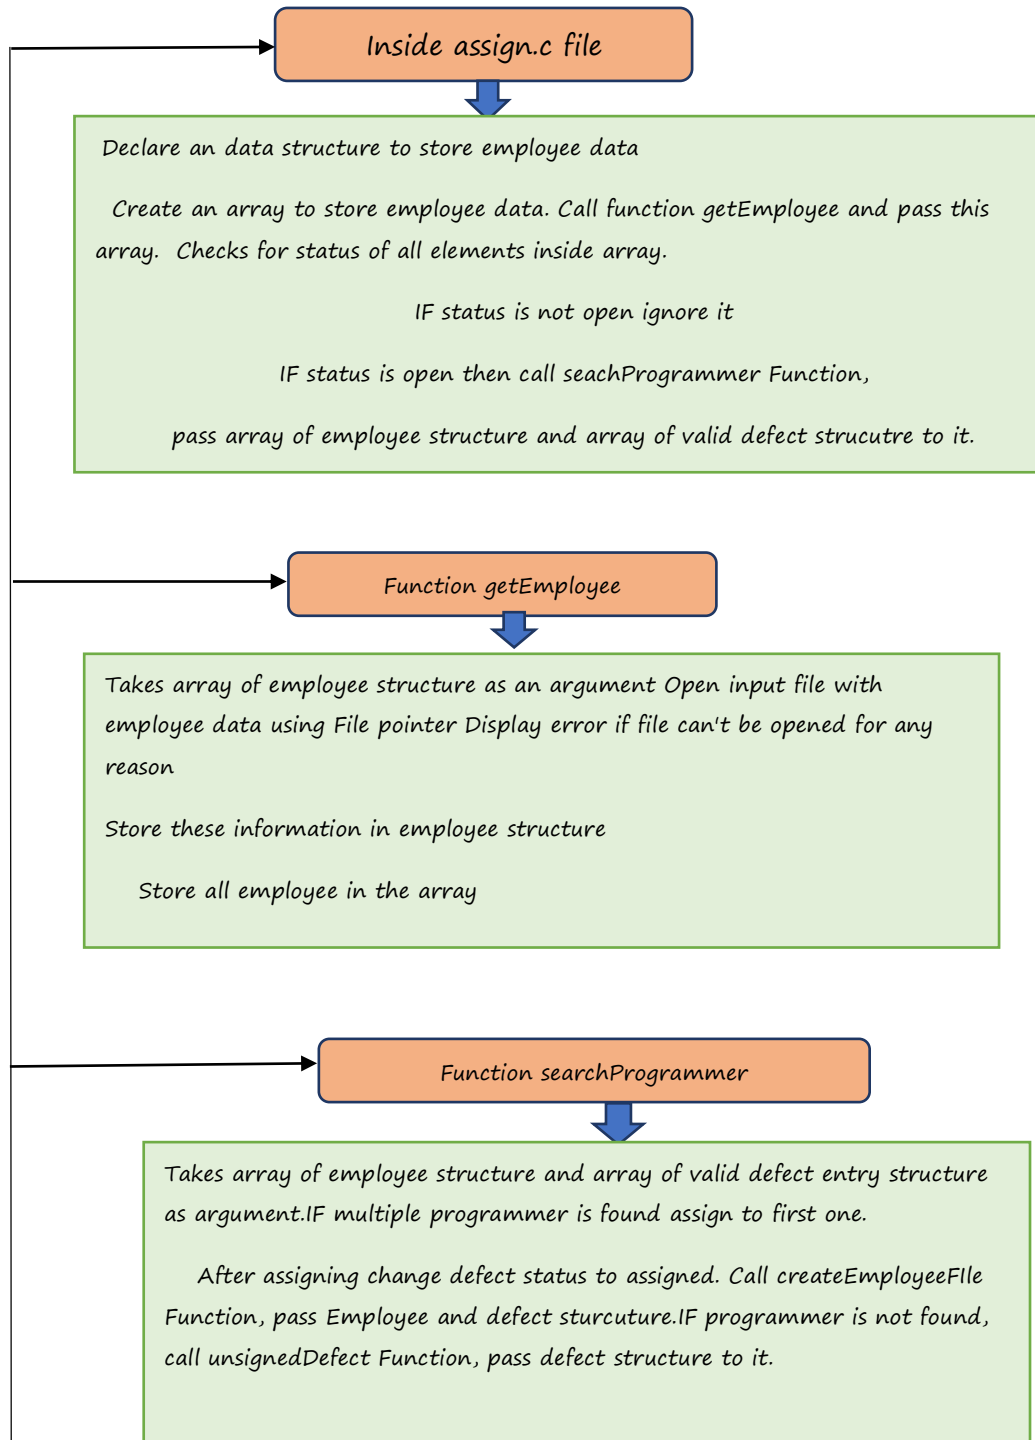 Inside assign.c file
Declare an data structure to store employee data
Create an array to store employee data. Call function getEmployee and pass this
array. Checks for status of all elements inside array.
IF status is not open ignore it
IF status is open then call seachProgrammer Function,
pass array of employee structure and array of valid defect strucutre to it.
Function getEmployee
Takes array of employee structure as an argument Open input file with
employee data using File pointer Display error if file can't be opened for any
reason
Store these information in employee structure
Store all employee in the array
Function searchProgrammer
Takes array of employee structure and array of valid defect entry structure
as argument.IF multiple programmer is found assign to first one.
After assigning change defect status to assigned. Call createEmployeeFIle
Function, pass Employee and defect sturcuture.IF programmer is not found,
call unsignedDefect Function, pass defect structure to it.